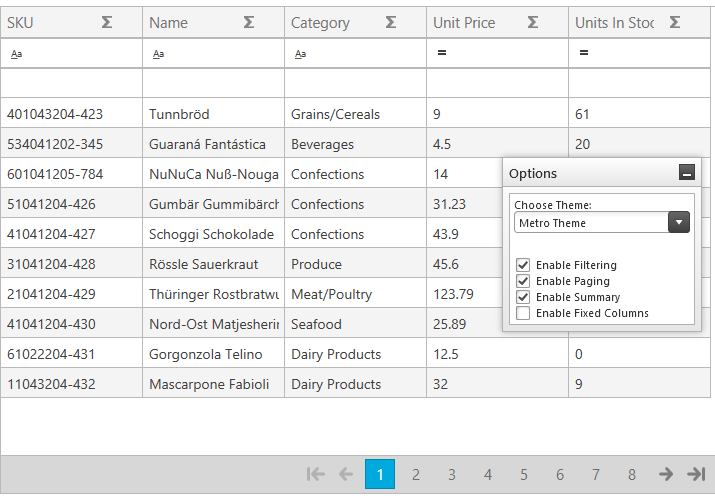 SKU Σ Name Σ Category Σ Unit Price Σ Units In Stoc Σ
Aa Aa Aa = =
401043204-423 Tunnbröd Grains/Cereals 9 61
534041202-345 Guaraná Fantástica Beverages 4.5 20
601041205-784 NuNuCa Nuß-Nouga Confections 14
51041204-426 Gumbär Gummibärch Confections 31.23
41041204-427 Schoggi Schokolade Confections 43.9
31041204-428 Rössle Sauerkraut Produce 45.6
21041204-429 Thüringer Rostbratwu Meat/Poultry 123.79
41041204-430 Nord-Ost Matjesherin Seafood 25.89
61022204-431 Gorgonzola Telino Dairy Products 12.5 0
11043204-432 Mascarpone Fabioli Dairy Products 32 9
Options
Choose Theme:
Metro Theme
Enable Filtering
Enable Paging
Enable Summary
Enable Fixed Columns
1 2 3 4 5 6 7 8